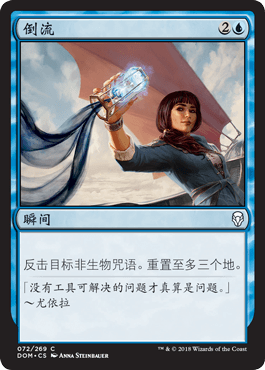 倒流 2
瞬间
反击目标非生物咒语。重置至多三个地。
「没有工具可解决的问题才真算是问题。」
～尤依拉
072/269 C
DOM • CS Anna Steinbauer ™ & © 2018 Wizards of the Coast